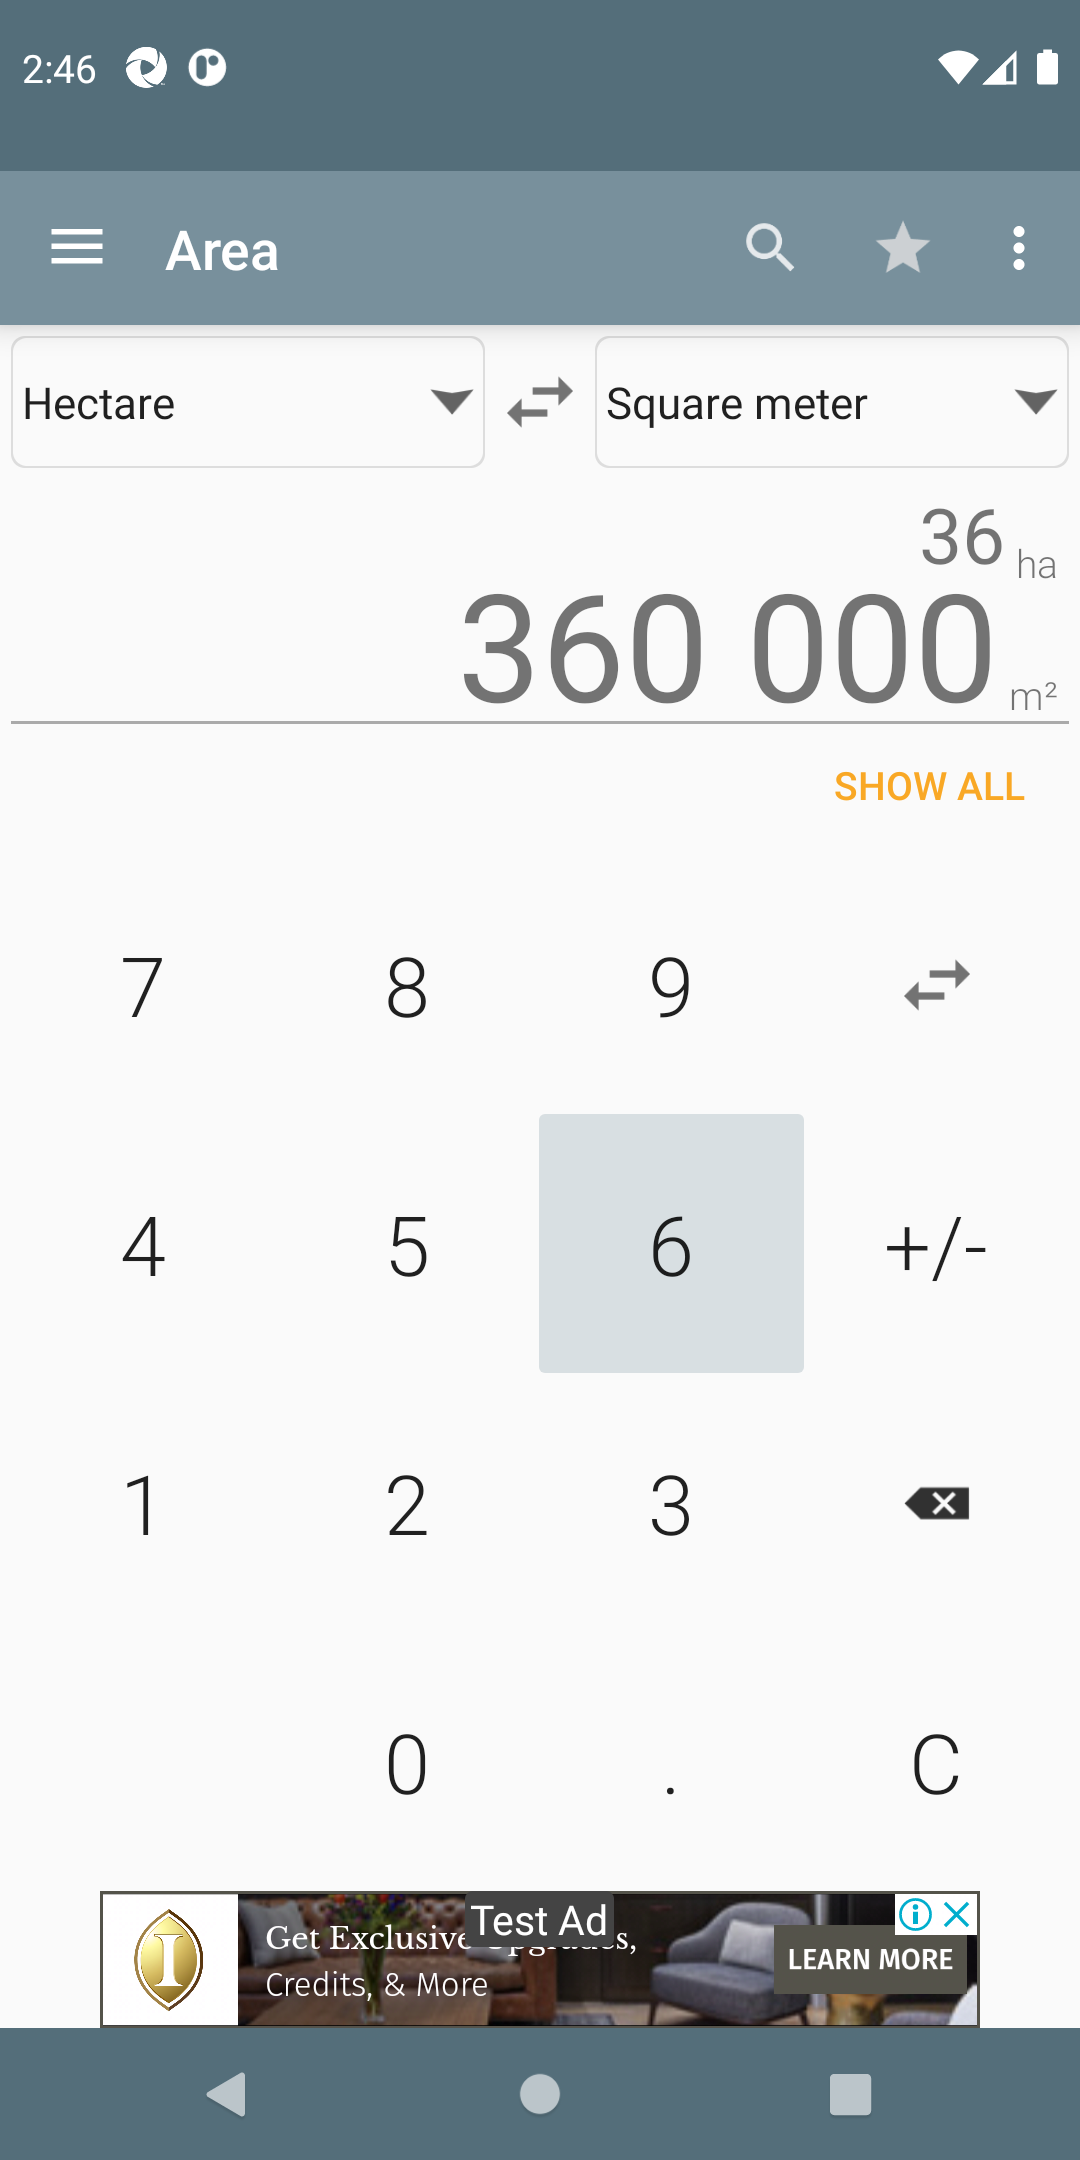 2:46
Area
Hectare
Square meter
36 ha
360 000 m²
SHOW ALL
7 8 9
4 5 6 +/-
1 2 3
0 . C
Test Ad
Get Exclusive Upgrades,
Credits, & More
LEARN MORE